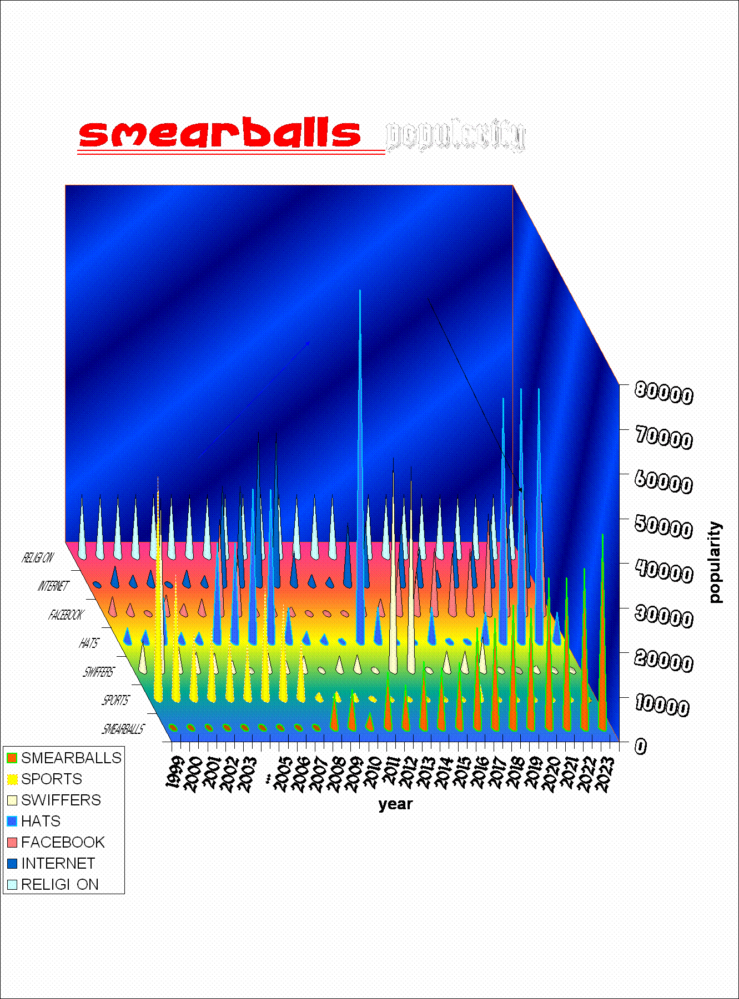 smearballs popularity
80000
70000
60000
50000
40000
30000
20000
10000
0
popularity
RELIGI ON
INTERNET
FACEBOOK
HATS
SWIFFERS
SPORTS
SMEARBALLS
1999
2000
2001
2002
2003
...
2005
2006
2007
2008
2009
2010
2011
2012
2013
2014
2015
2016
2017
2018
2019
2020
2021
2022
2023
year
SMEARBALLS
SPORTS
SWIFFERS
HATS
FACEBOOK
INTERNET
RELIGI ON